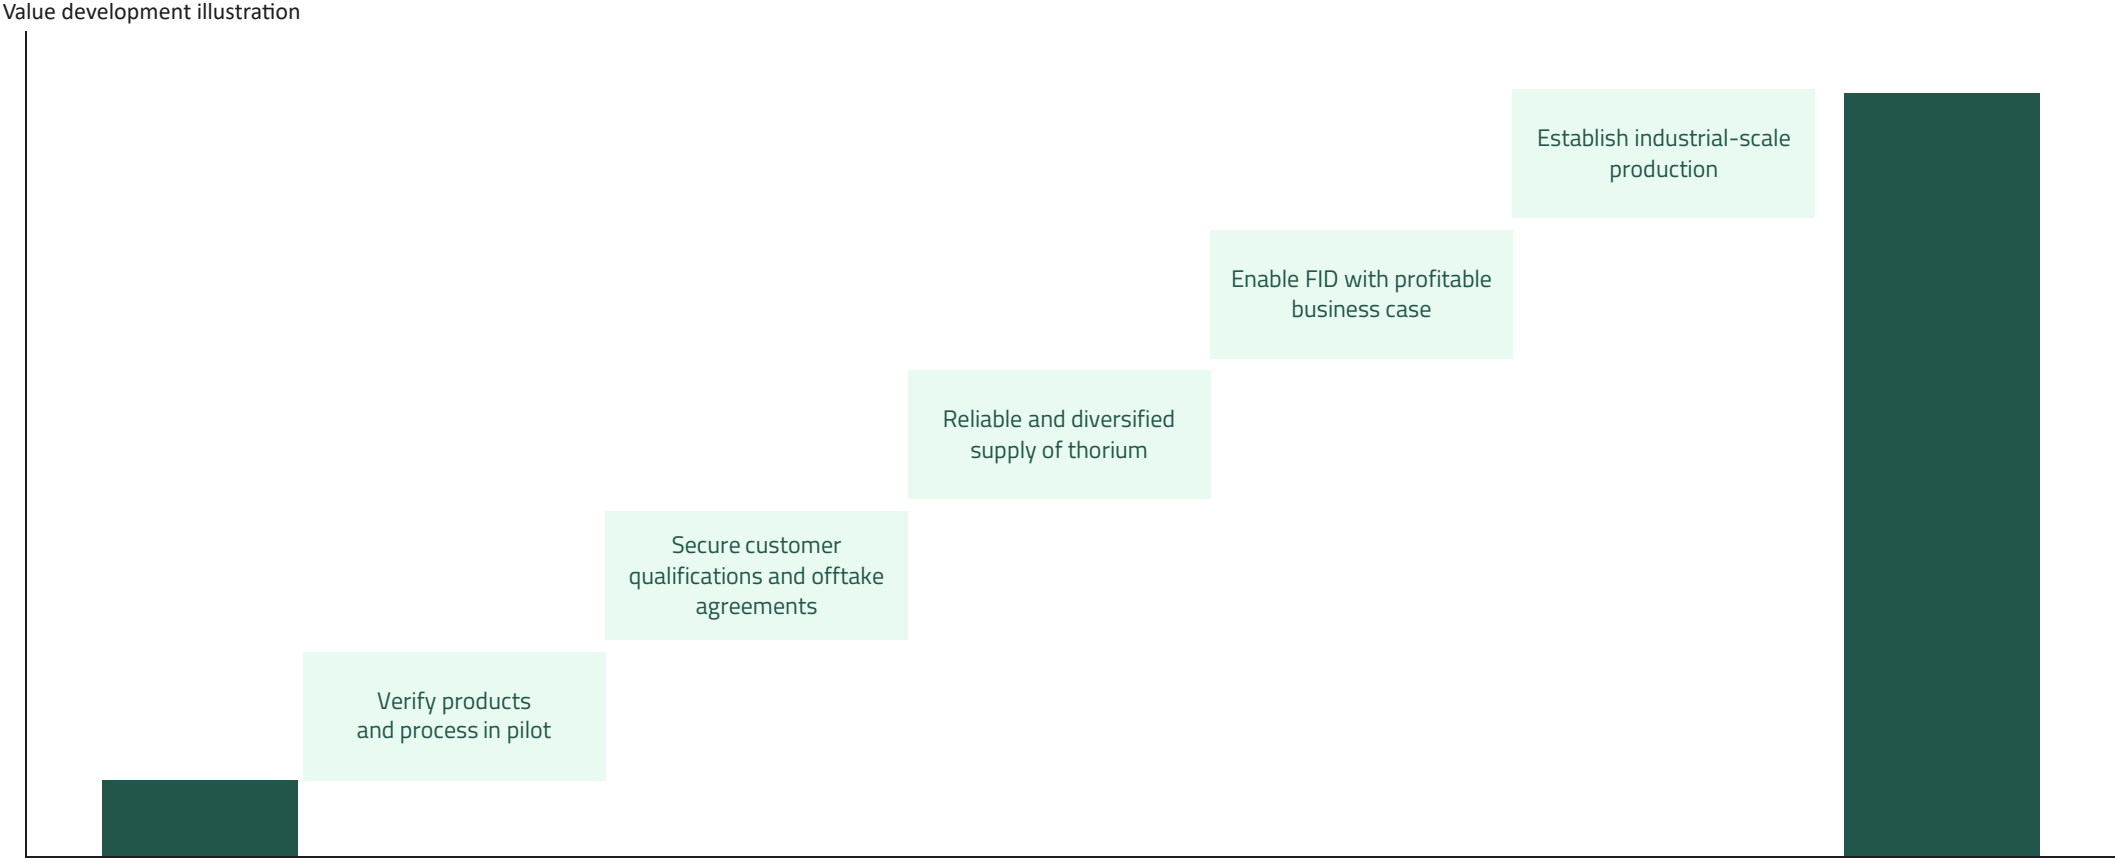 Value development illustration
Establish industrial-scale
production
Enable FID with profitable
business case
Reliable and diversified
supply of thorium
Secure customer
qualifications and offtake
agreements
Verify products
and process in pilot